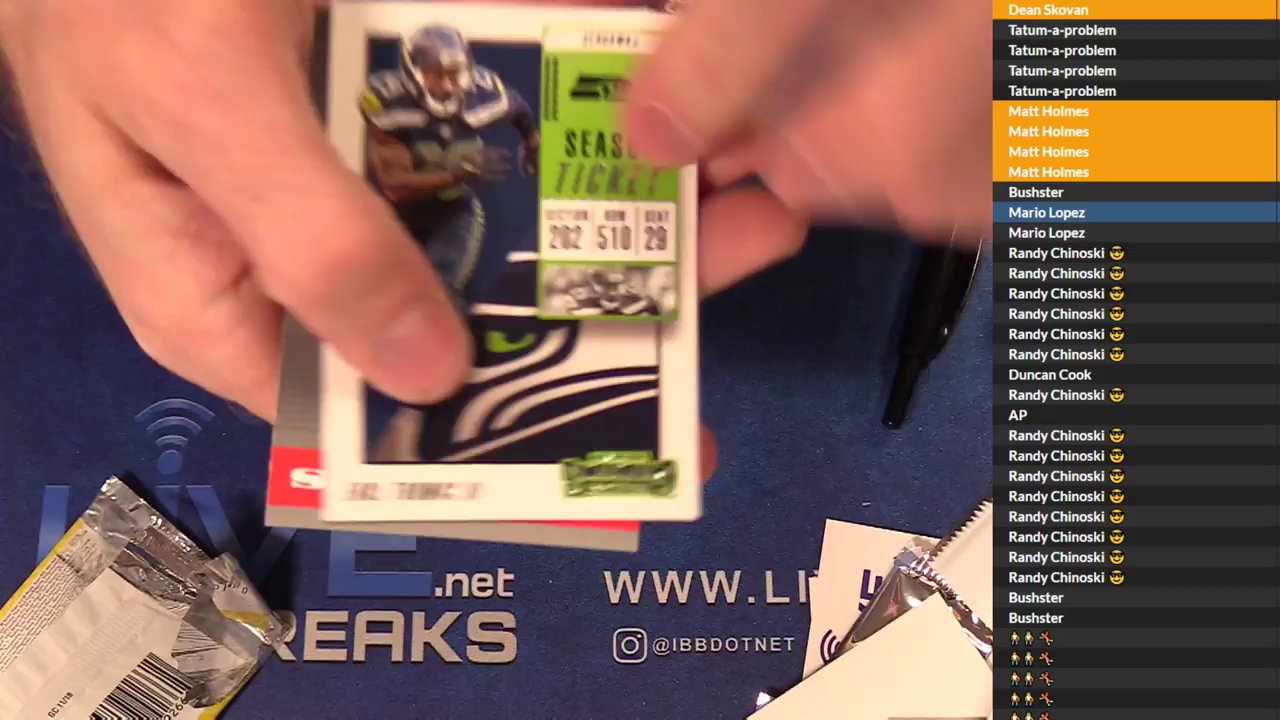 SEASON
TICKET
SECTION ROW SEAT
202 510 29
LIVE
.net
BREAKS
WWW.LI
@IBBDOTNET
Dean Skovan
Tatum-a-problem
Tatum-a-problem
Tatum-a-problem
Tatum-a-problem
Matt Holmes
Matt Holmes
Matt Holmes
Matt Holmes
Bushster
Mario Lopez
Mario Lopez
Randy Chinoski 😎
Randy Chinoski 😎
Randy Chinoski 😎
Randy Chinoski 😎
Randy Chinoski 😎
Randy Chinoski 😎
Duncan Cook
Randy Chinoski 😎
AP
Randy Chinoski 😎
Randy Chinoski 😎
Randy Chinoski 😎
Randy Chinoski 😎
Randy Chinoski 😎
Randy Chinoski 😎
Randy Chinoski 😎
Randy Chinoski 😎
Bushster
Bushster